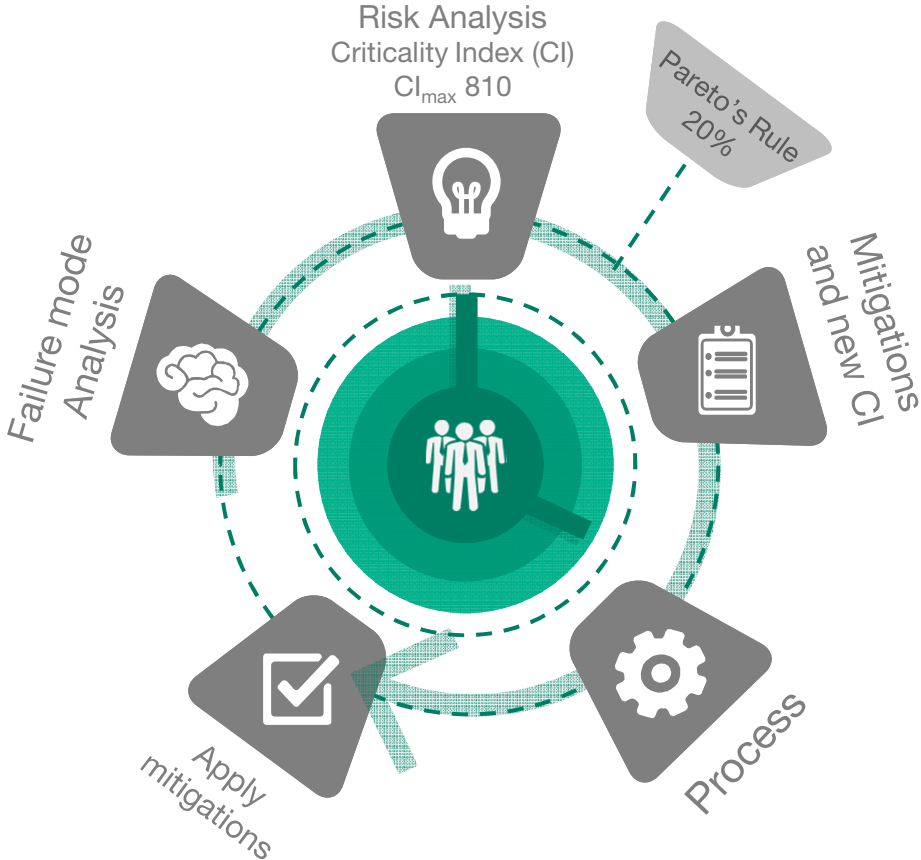 Risk Analysis
Criticality Index (CI)
CImax 810
Pareto's Rule
20%
Mitigations
and new CI
Process
Apply
mitigations
Failure mode
Analysis